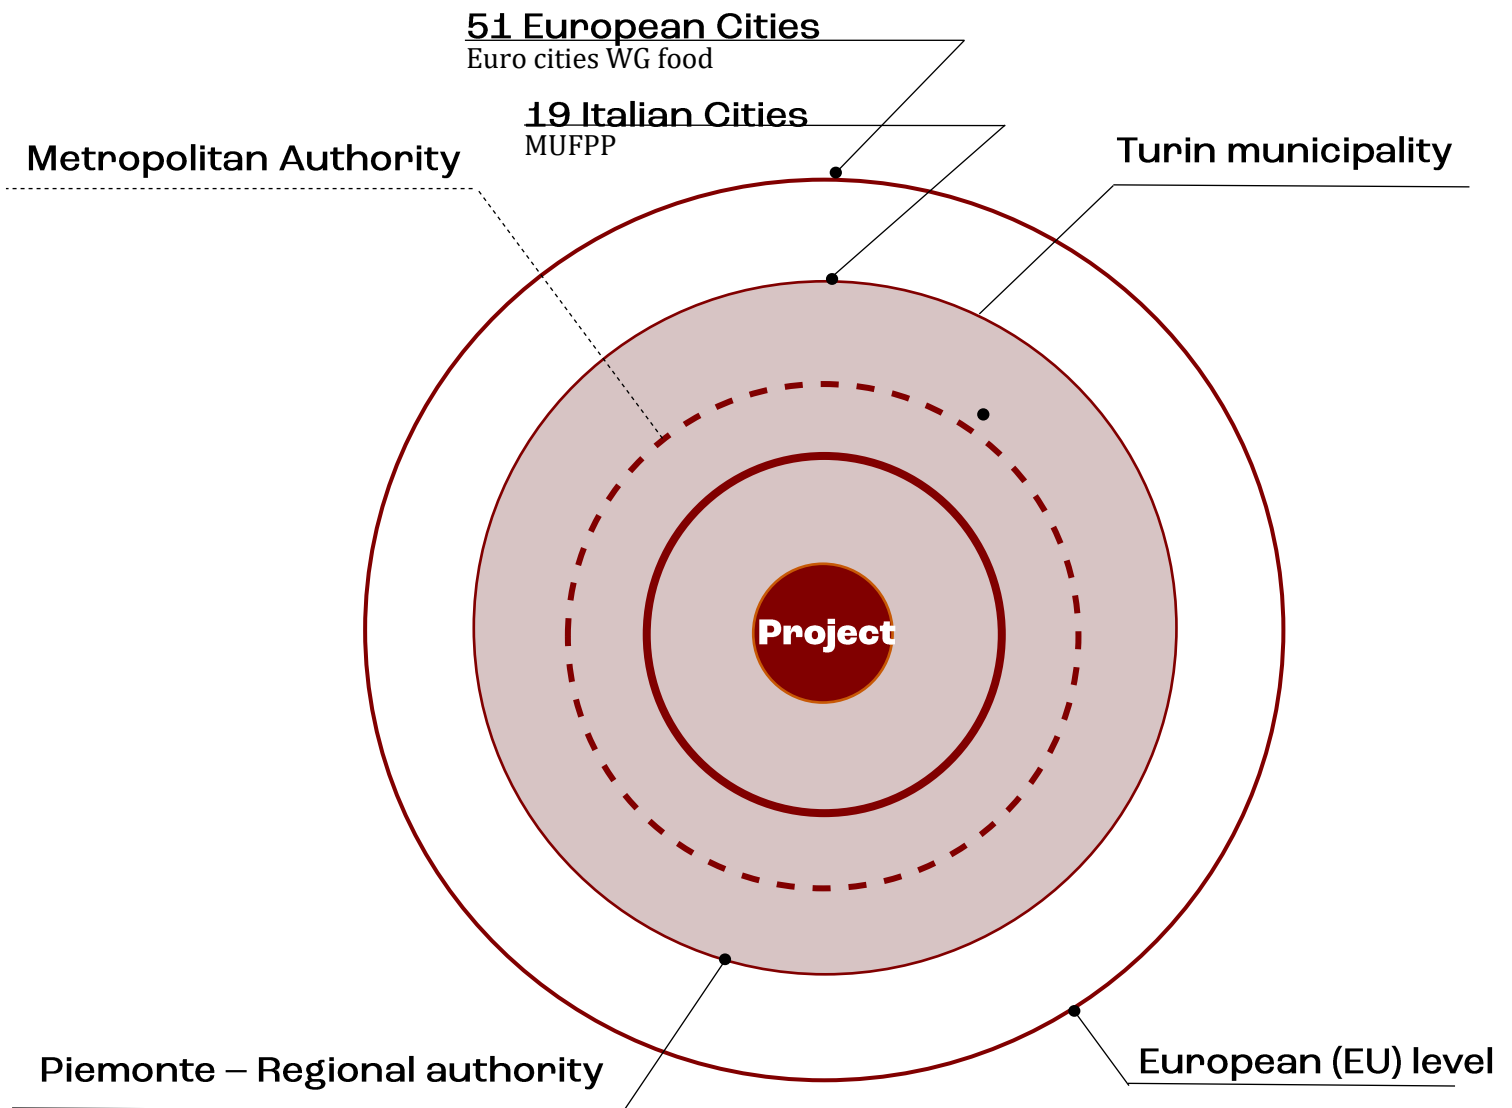 51 European Cities
Euro cities WG food
19 Italian Cities
MUFPP
Metropolitan Authority
Turin municipality
Project
Piemonte – Regional authority
European (EU) level